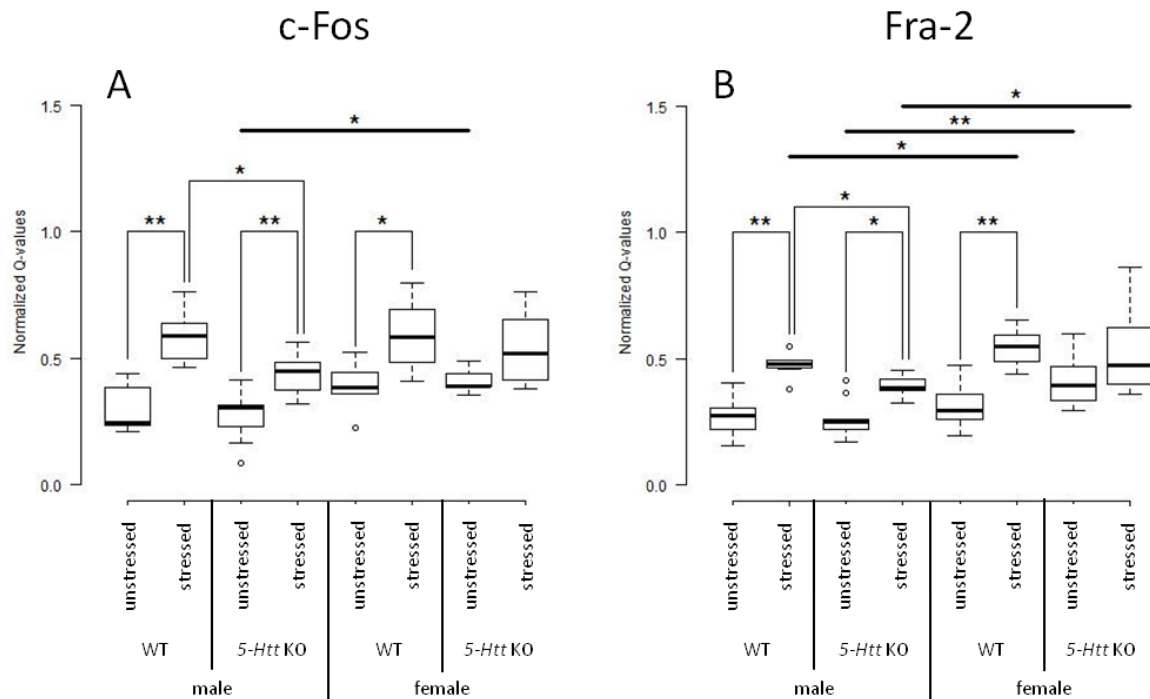 c-Fos
Fra-2
A
B
Normalized Q-values
1.5
1.0
0.5
0.0
**
*
**
*
*
*
unstressed
stressed
unstressed
stressed
unstressed
stressed
unstressed
stressed
WT
5-Htt KO
WT
5-Htt KO
male
female
Normalized Q-values
1.5
1.0
0.5
0.0
**
*
*
**
*
**
*
unstressed
stressed
unstressed
stressed
unstressed
stressed
unstressed
stressed
WT
5-Htt KO
WT
5-Htt KO
male
female